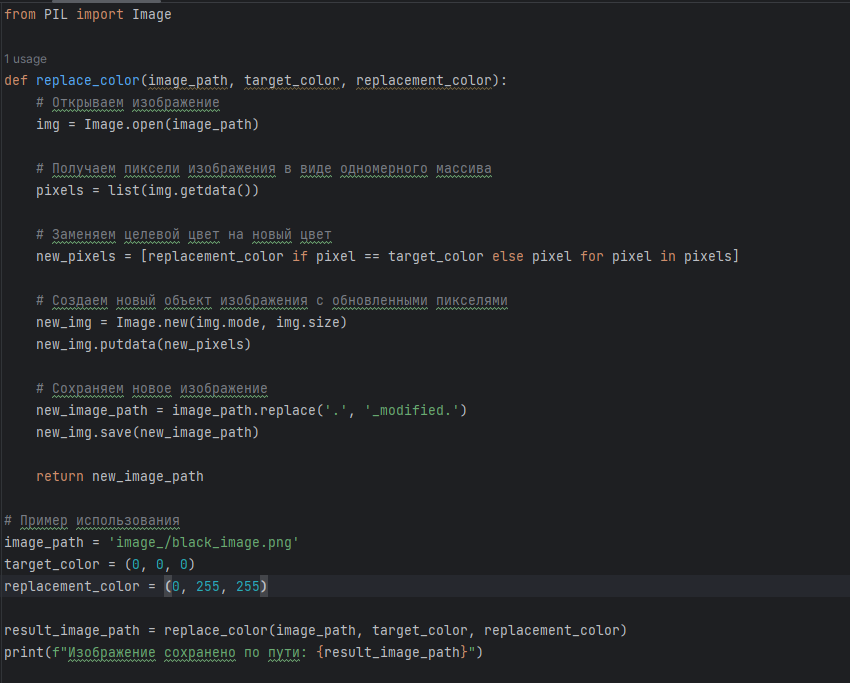 from PIL import Image
1 usage
def replace_color(image_path, target_color, replacement_color):
# Открываем изображение
img = Image.open(image_path)
# Получаем пиксели изображения в виде одномерного массива
pixels = list(img.getdata())
# Заменяем целевой цвет на новый цвет
new_pixels = [replacement_color if pixel == target_color else pixel for pixel in pixels]
# Создаем новый объект изображения с обновленными пикселями
new_img = Image.new(img.mode, img.size)
new_img.putdata(new_pixels)
# Сохраняем новое изображение
new_image_path = image_path.replace('.', '_modified.')
new_img.save(new_image_path)
return new_image_path
# Пример использования
image_path = 'image_/black_image.png'
target_color = (0, 0, 0)
replacement_color = (0, 255, 255)
result_image_path = replace_color(image_path, target_color, replacement_color)
print(f"Изображение сохранено по пути: {result_image_path}")